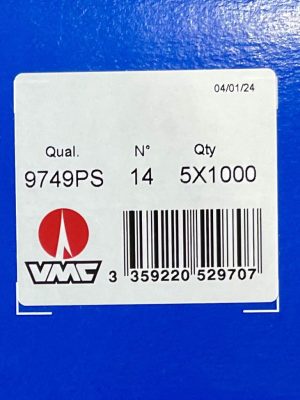 04/01/24
Qual. N° Qty
9749PS 14 5X1000
VMC
3 359220 529707